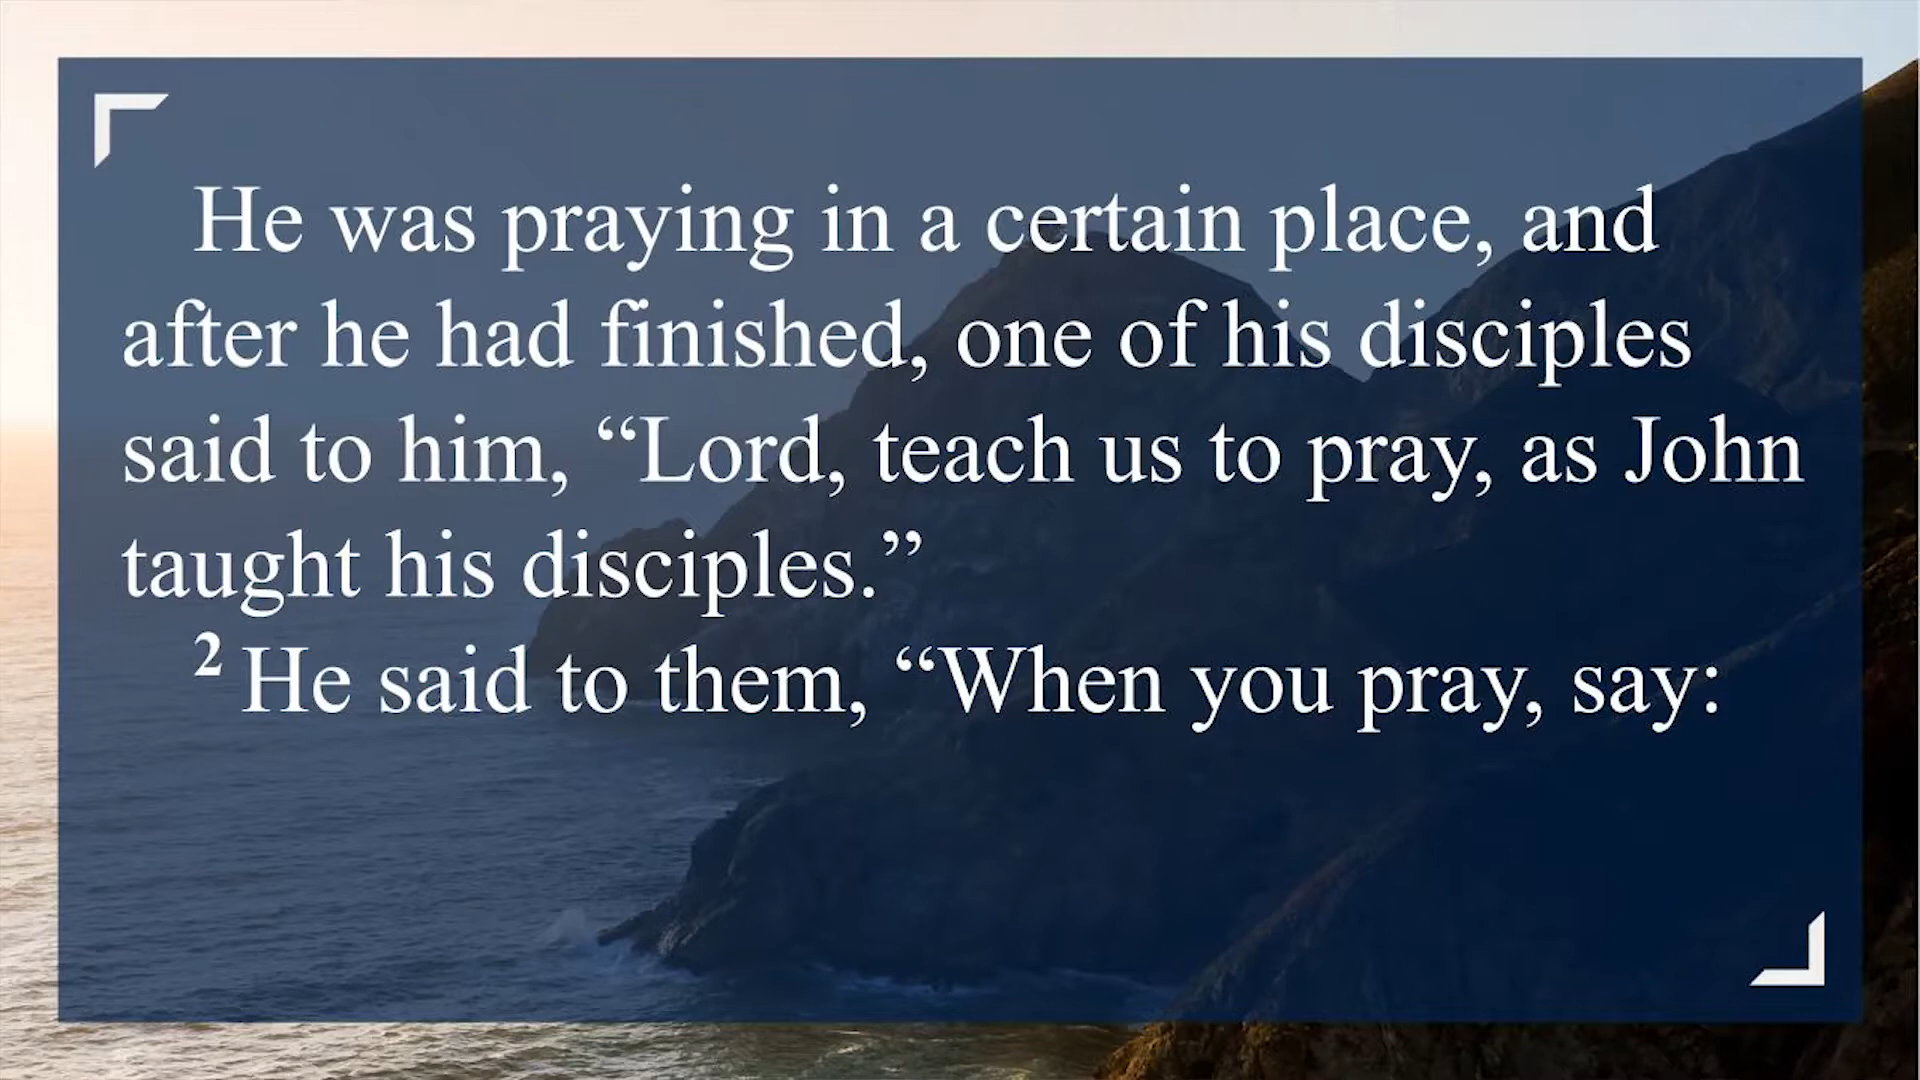 He was praying in a certain place, and
after he had finished, one of his disciples
said to him, “Lord, teach us to pray, as John
taught his disciples.”
2 He said to them, “When you pray, say: